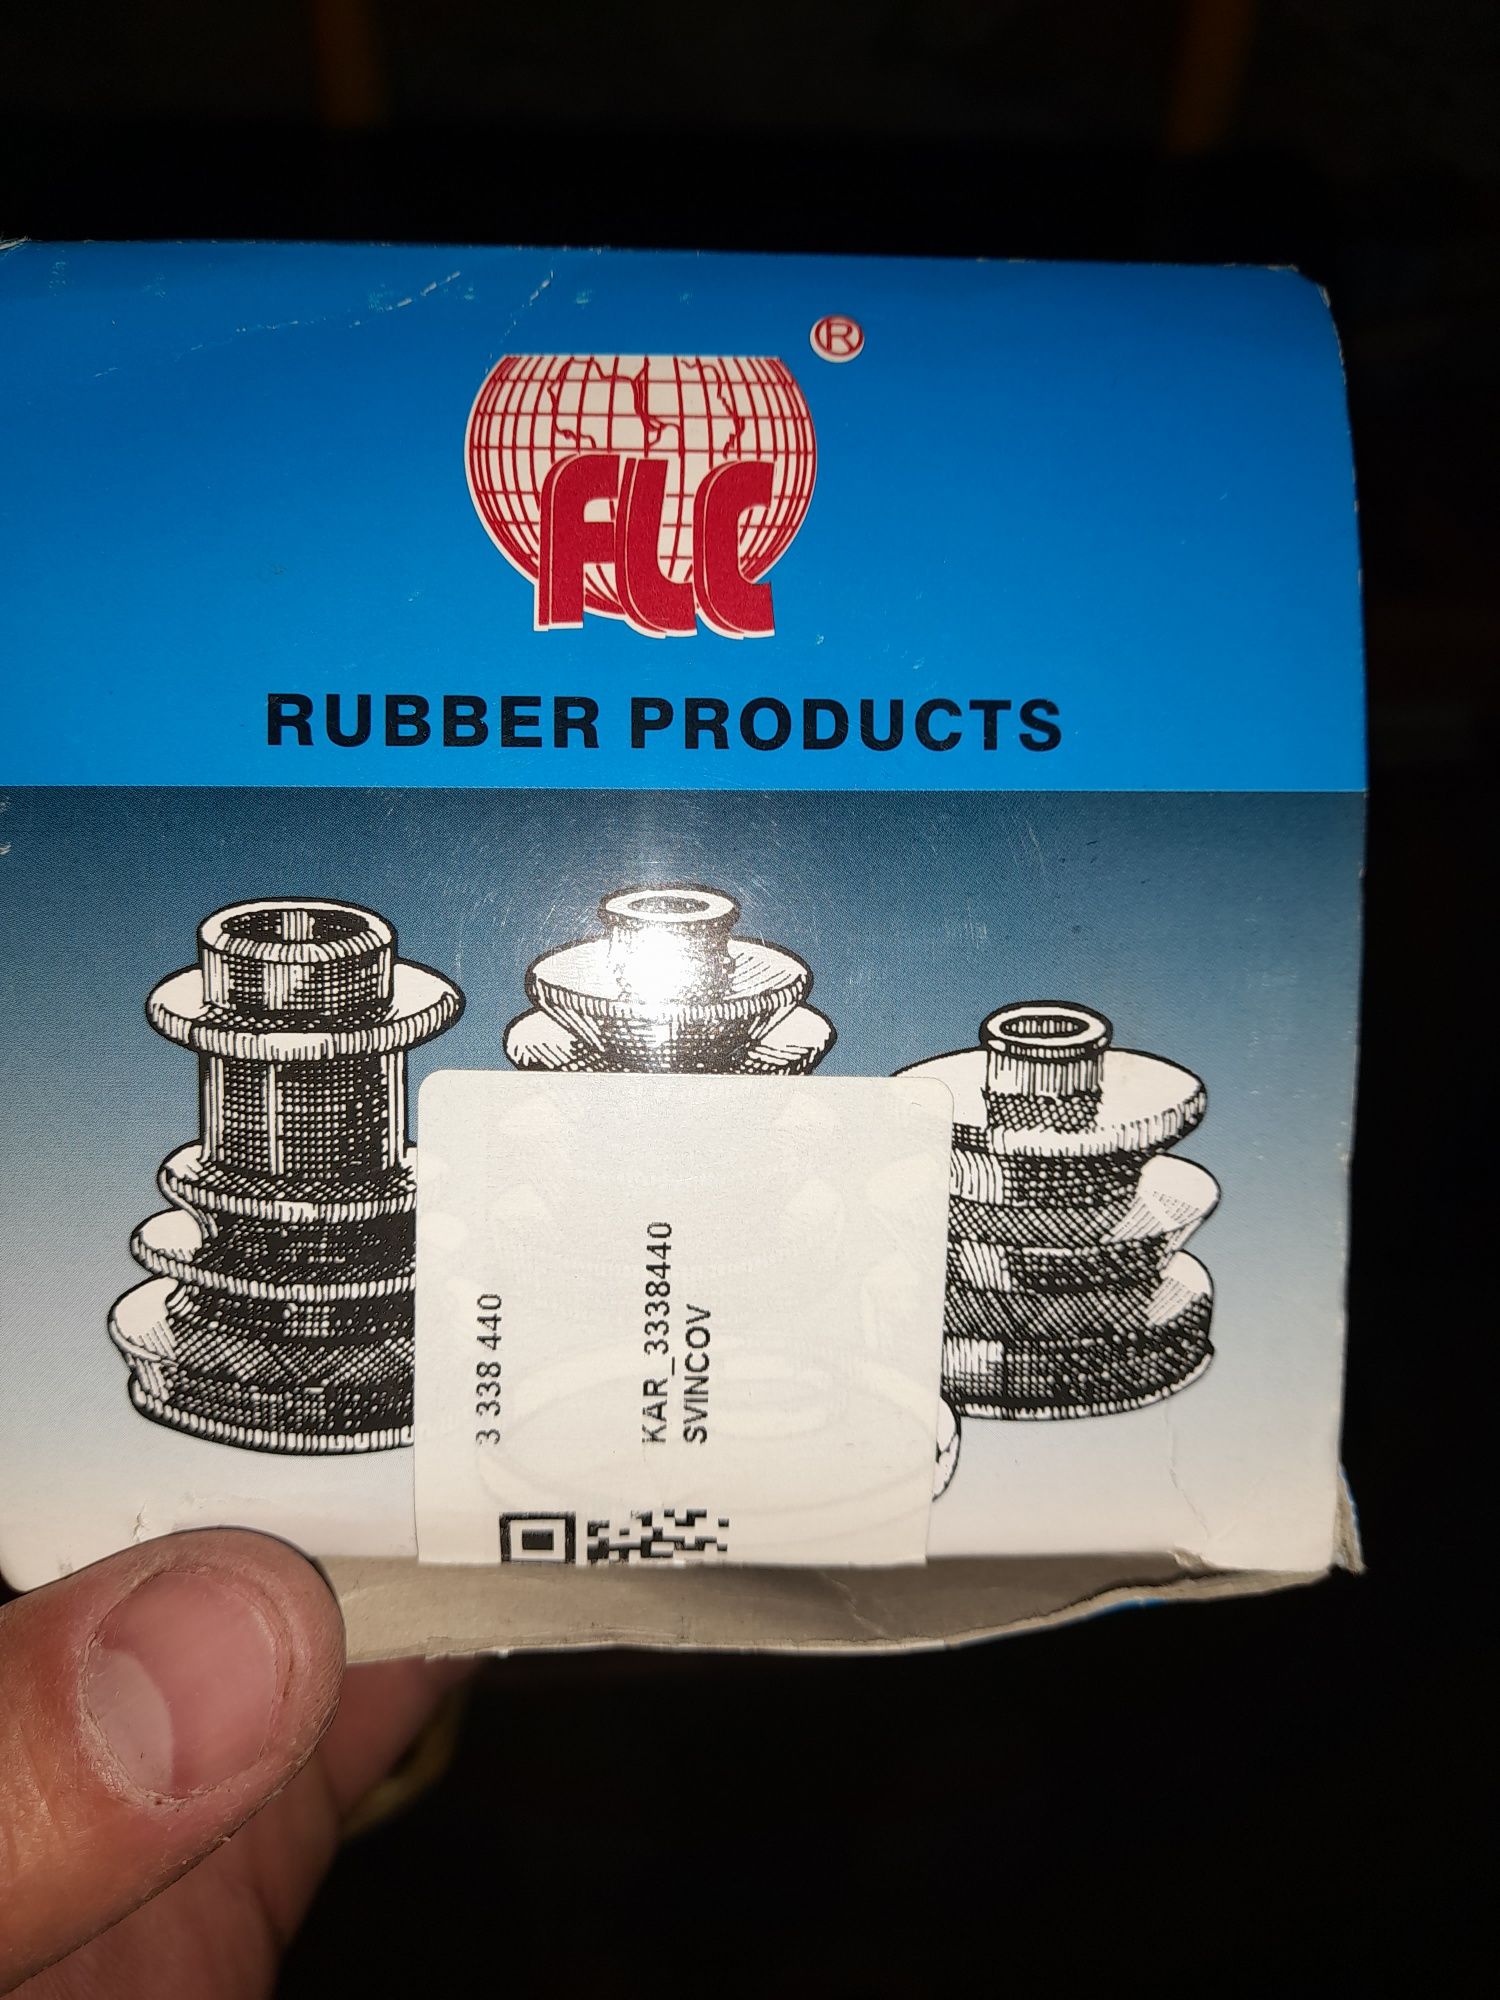 ®
FLC
RUBBER PRODUCTS
3 338 440
KAR_3338440
SVINCOV